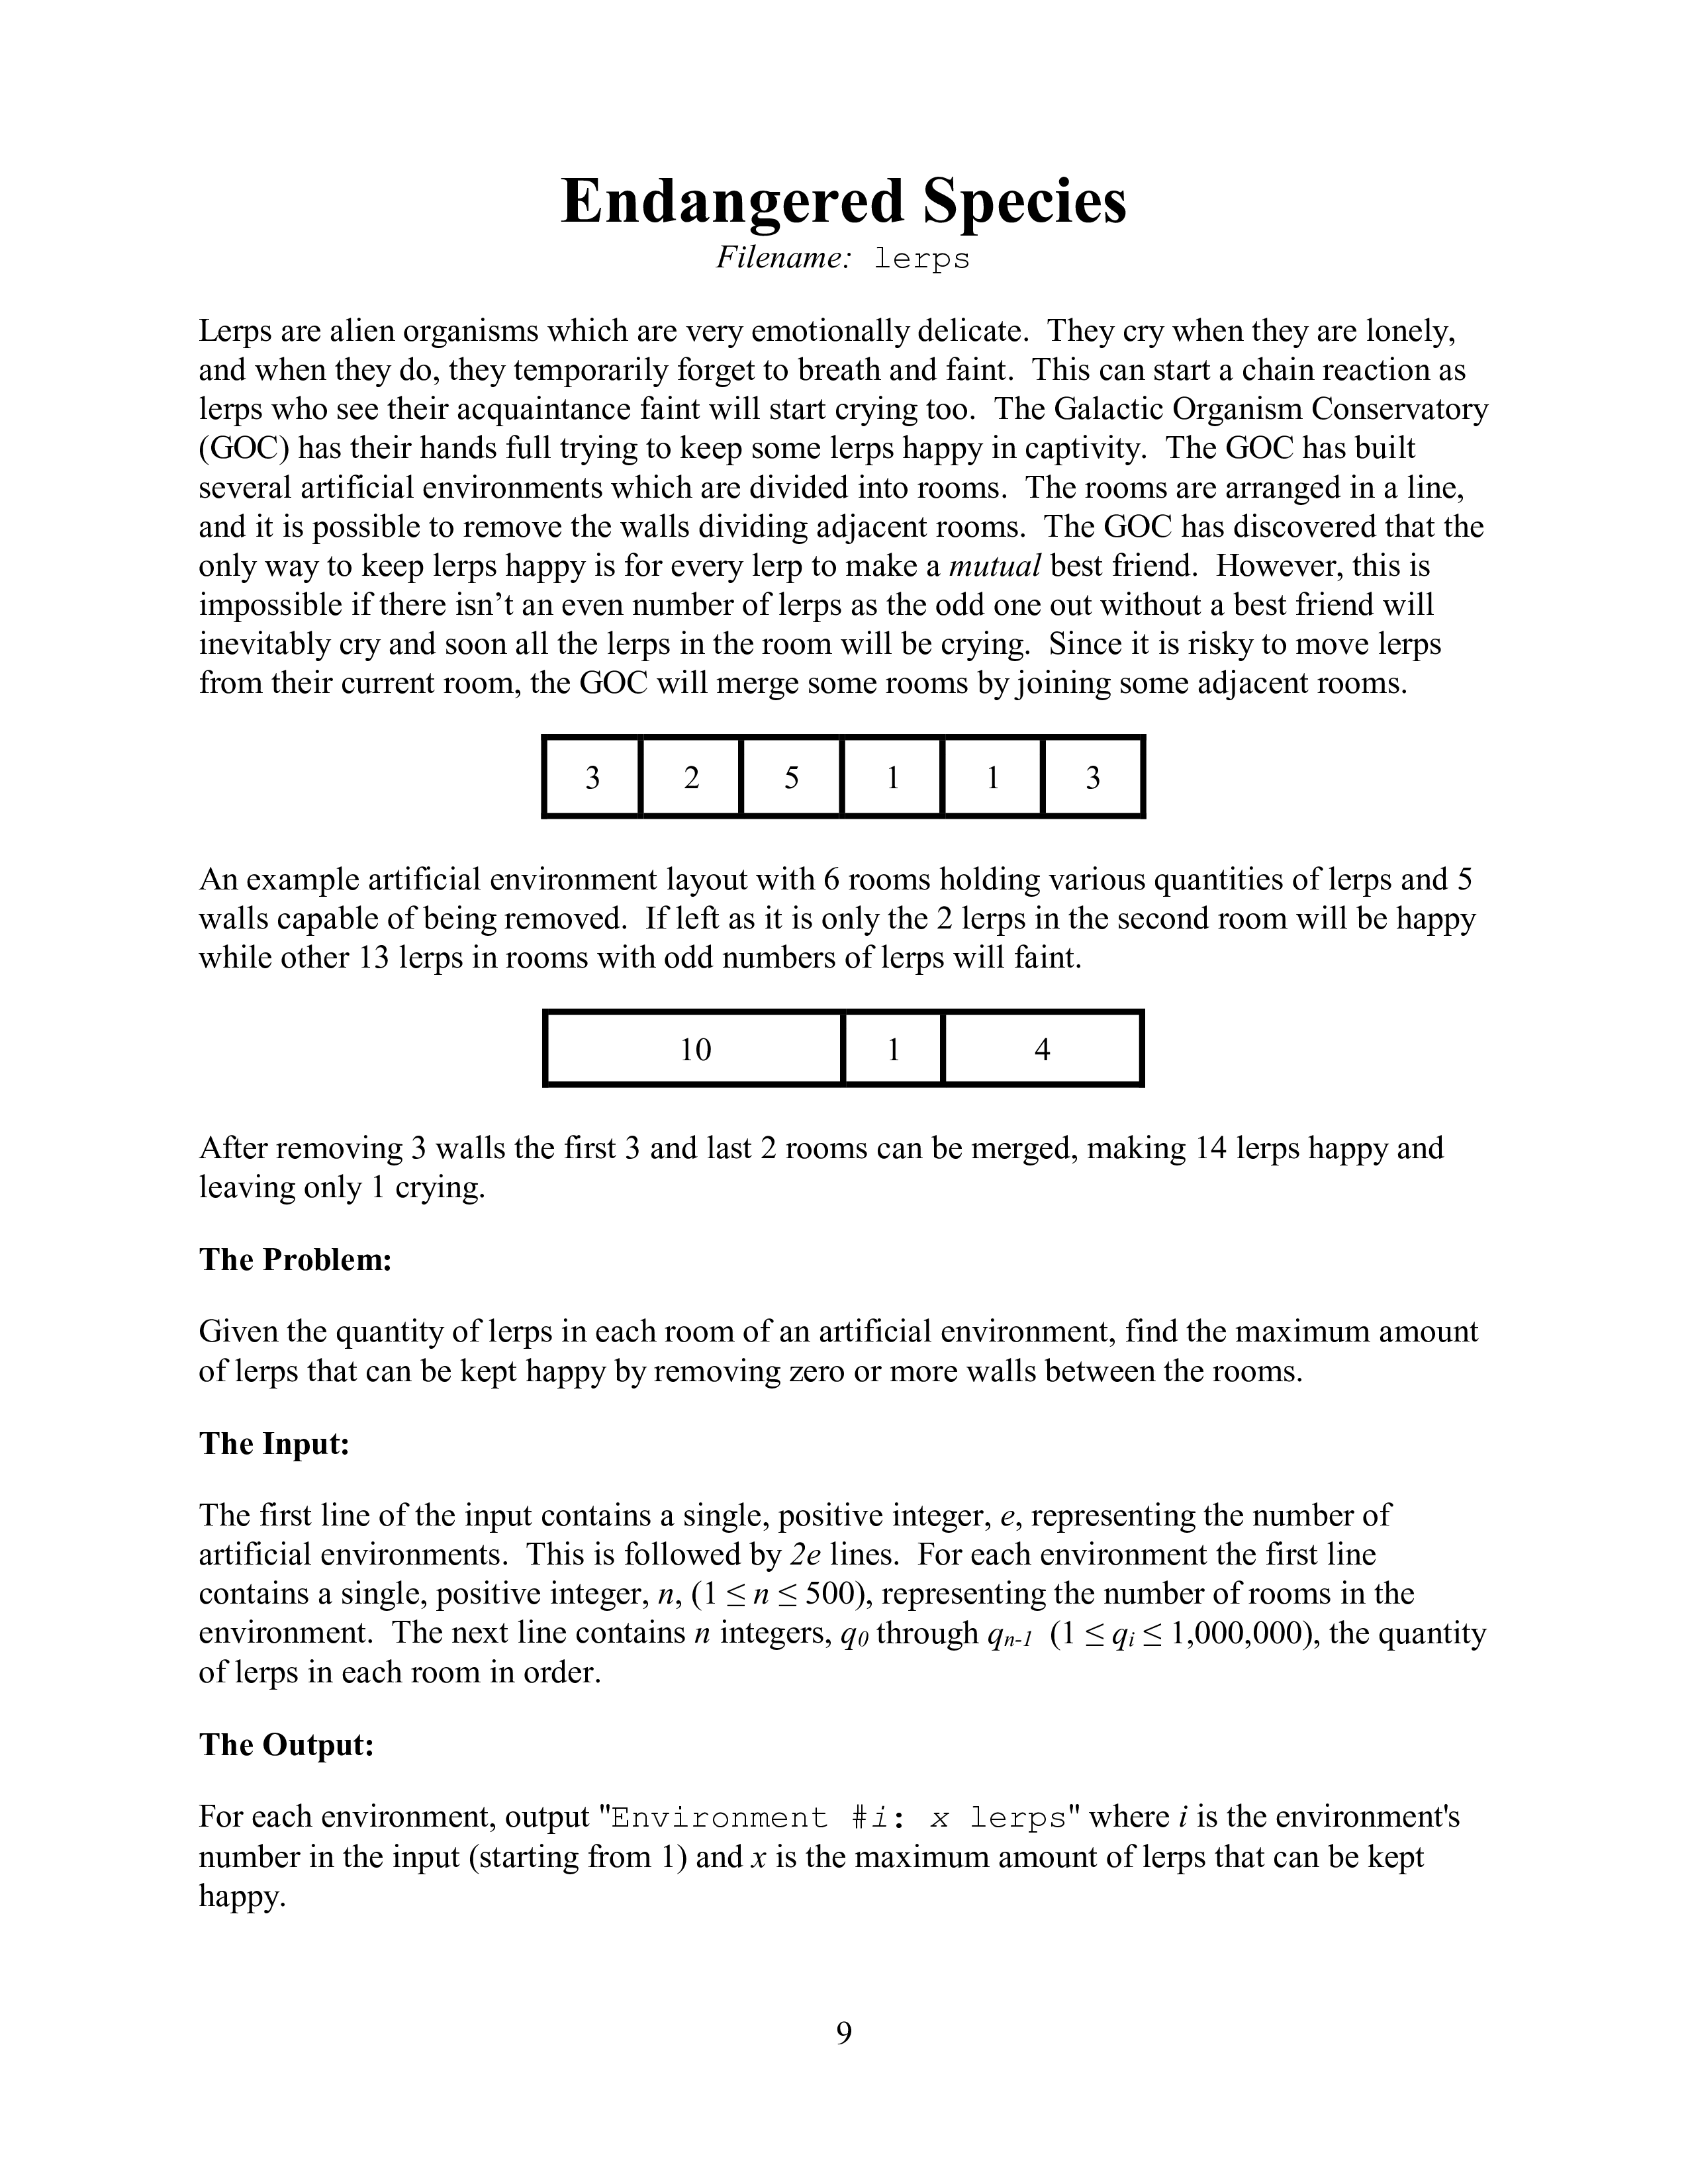 Endangered Species
Filename: lerps
Lerps are alien organisms which are very emotionally delicate. They cry when they are lonely,
and when they do, they temporarily forget to breath and faint. This can start a chain reaction as
lerps who see their acquaintance faint will start crying too. The Galactic Organism Conservatory
(GOC) has their hands full trying to keep some lerps happy in captivity. The GOC has built
several artificial environments which are divided into rooms. The rooms are arranged in a line,
and it is possible to remove the walls dividing adjacent rooms. The GOC has discovered that the
only way to keep lerps happy is for every lerp to make a mutual best friend. However, this is
impossible if there isn’t an even number of lerps as the odd one out without a best friend will
inevitably cry and soon all the lerps in the room will be crying. Since it is risky to move lerps
from their current room, the GOC will merge some rooms by joining some adjacent rooms.
3 2 5 1 1 3
An example artificial environment layout with 6 rooms holding various quantities of lerps and 5
walls capable of being removed. If left as it is only the 2 lerps in the second room will be happy
while other 13 lerps in rooms with odd numbers of lerps will faint.
10 1 4
After removing 3 walls the first 3 and last 2 rooms can be merged, making 14 lerps happy and
leaving only 1 crying.
The Problem:
Given the quantity of lerps in each room of an artificial environment, find the maximum amount
of lerps that can be kept happy by removing zero or more walls between the rooms.
The Input:
The first line of the input contains a single, positive integer, e, representing the number of
artificial environments. This is followed by 2e lines. For each environment the first line
contains a single, positive integer, n, (1 ≤ n ≤ 500), representing the number of rooms in the
environment. The next line contains n integers, q0 through qn-1 (1 ≤ qi ≤ 1,000,000), the quantity
of lerps in each room in order.
The Output:
For each environment, output "Environment #i: x lerps" where i is the environment's
number in the input (starting from 1) and x is the maximum amount of lerps that can be kept
happy.
9